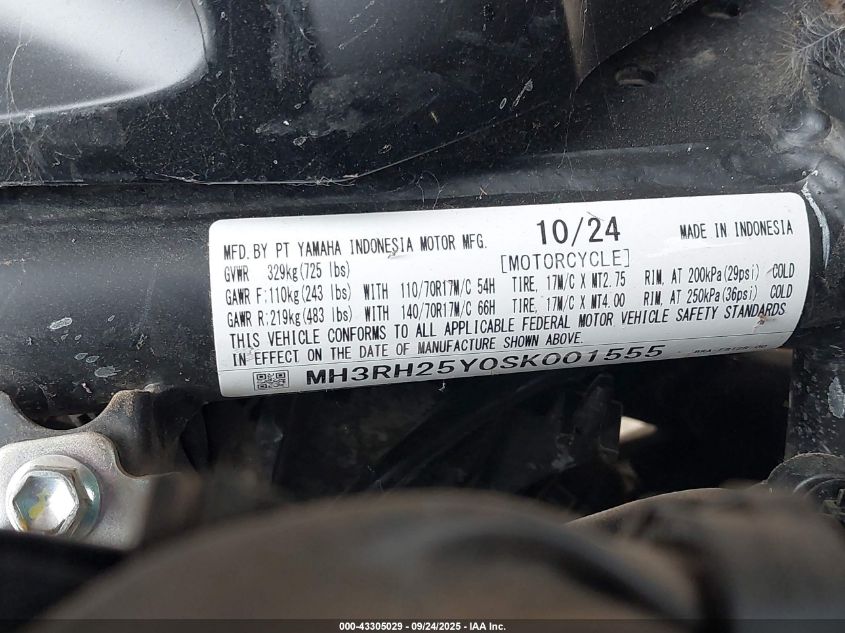 MFD. BY PT YAMAHA INDONESIA MOTOR MFG. 10/24 MADE IN INDONESIA
GVWR 329kg(725 lbs) [MOTORCYCLE]
GAWR F:110kg(243 lbs) WITH 110/70R17M/C 54H TIRE, 17M/C X MT2.75 RIM, AT 200kPa(29psi) COLD
GAWR R:219kg(483 lbs) WITH 140/70R17M/C 66H TIRE, 17M/C X MT4.00 RIM, AT 250kPa(36psi) COLD
THIS VEHICLE CONFORMS TO ALL APPLICABLE FEDERAL MOTOR VEHICLE SAFETY STANDARDS
IN EFFECT ON THE DATE OF MANUFACTURE SHOWN ABOVE.
MH3RH25Y0SK001555
000-43305029 - 09/24/2025 - IAA Inc.